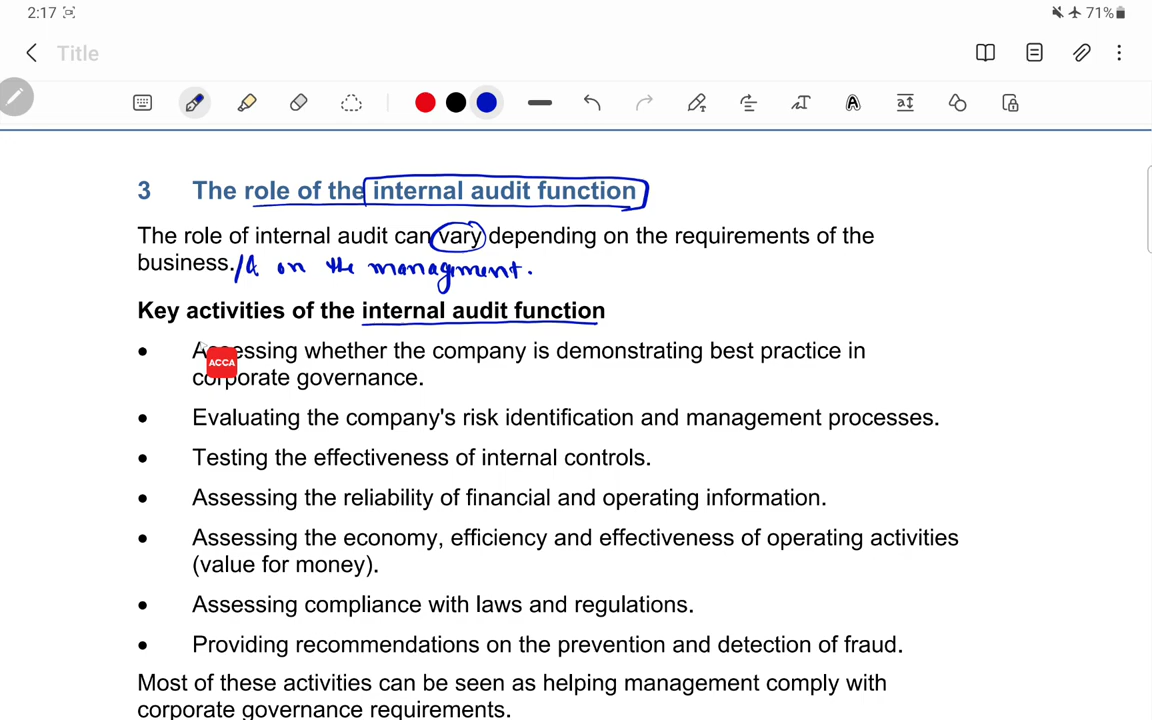 2:17
71%
Title
3 The role of the internal audit function
The role of internal audit can vary depending on the requirements of the
business. / & on the management.
Key activities of the internal audit function
• Assessing whether the company is demonstrating best practice in
ACCA
corporate governance.
• Evaluating the company's risk identification and management processes.
• Testing the effectiveness of internal controls.
• Assessing the reliability of financial and operating information.
• Assessing the economy, efficiency and effectiveness of operating activities
(value for money).
• Assessing compliance with laws and regulations.
• Providing recommendations on the prevention and detection of fraud.
Most of these activities can be seen as helping management comply with
corporate governance requirements.